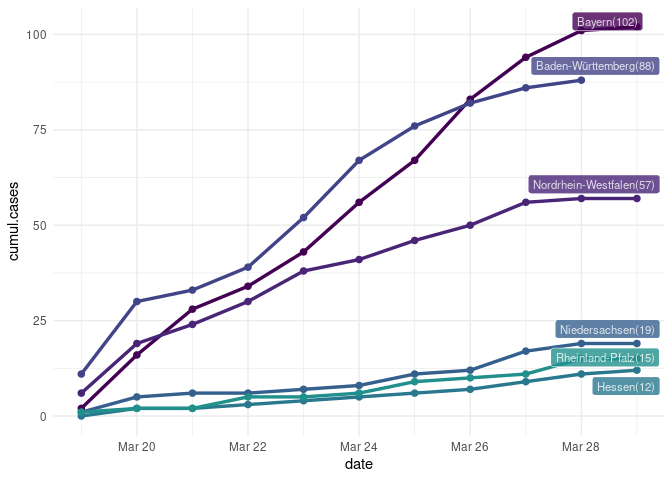 Bayern(102)
100
Baden-Württemberg(88)
75
Nordrhein-Westfalen(57)
50
cumul.cases
25
Niedersachsen(19)
Rheinland-Pfalz(15)
Hessen(12)
0
Mar 20 Mar 22 Mar 24 Mar 26 Mar 28
date